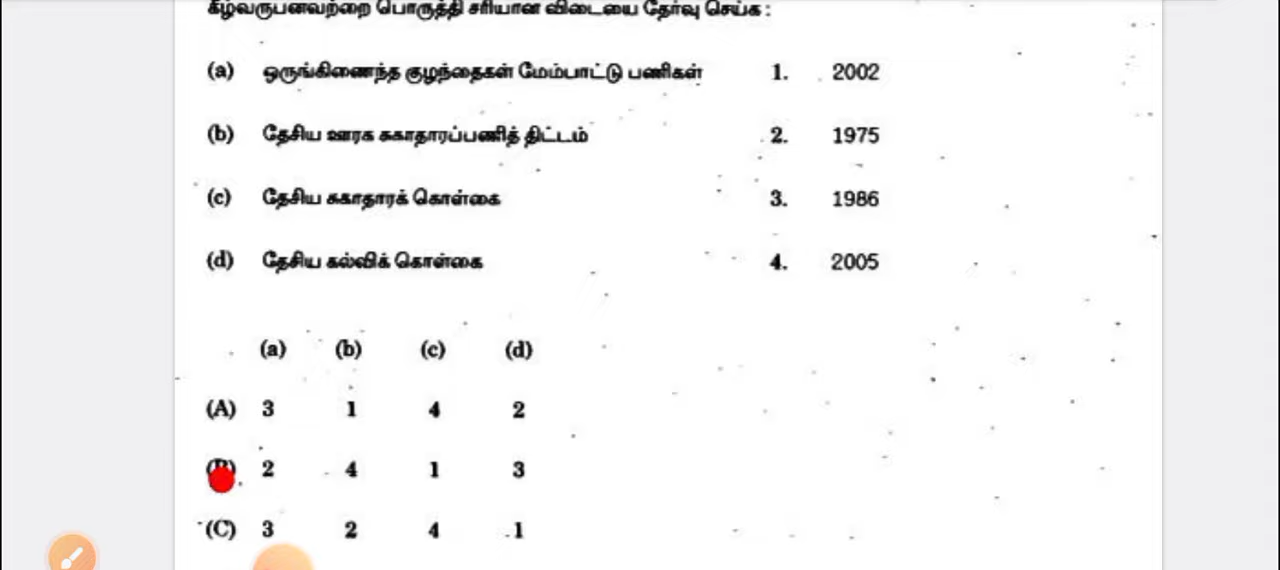 கீழ்வருபனவற்றை பொருத்தி சரியான விடையை தேர்வு செய்க :
(a) ஒருங்கிணைந்த குழந்தைகள் மேம்பாட்டு பணிகள் 1. 2002
(b) தேசிய ஊரக சுகாதாரப்பணித் திட்டம் 2. 1975
(c) தேசிய சுகாதாரக் கொள்கை 3. 1986
(d) தேசிய கல்விக் கொள்கை 4. 2005
(a) (b) (c) (d)
(A) 3 1 4 2
(B) 2 4 1 3
(C) 3 2 4 1